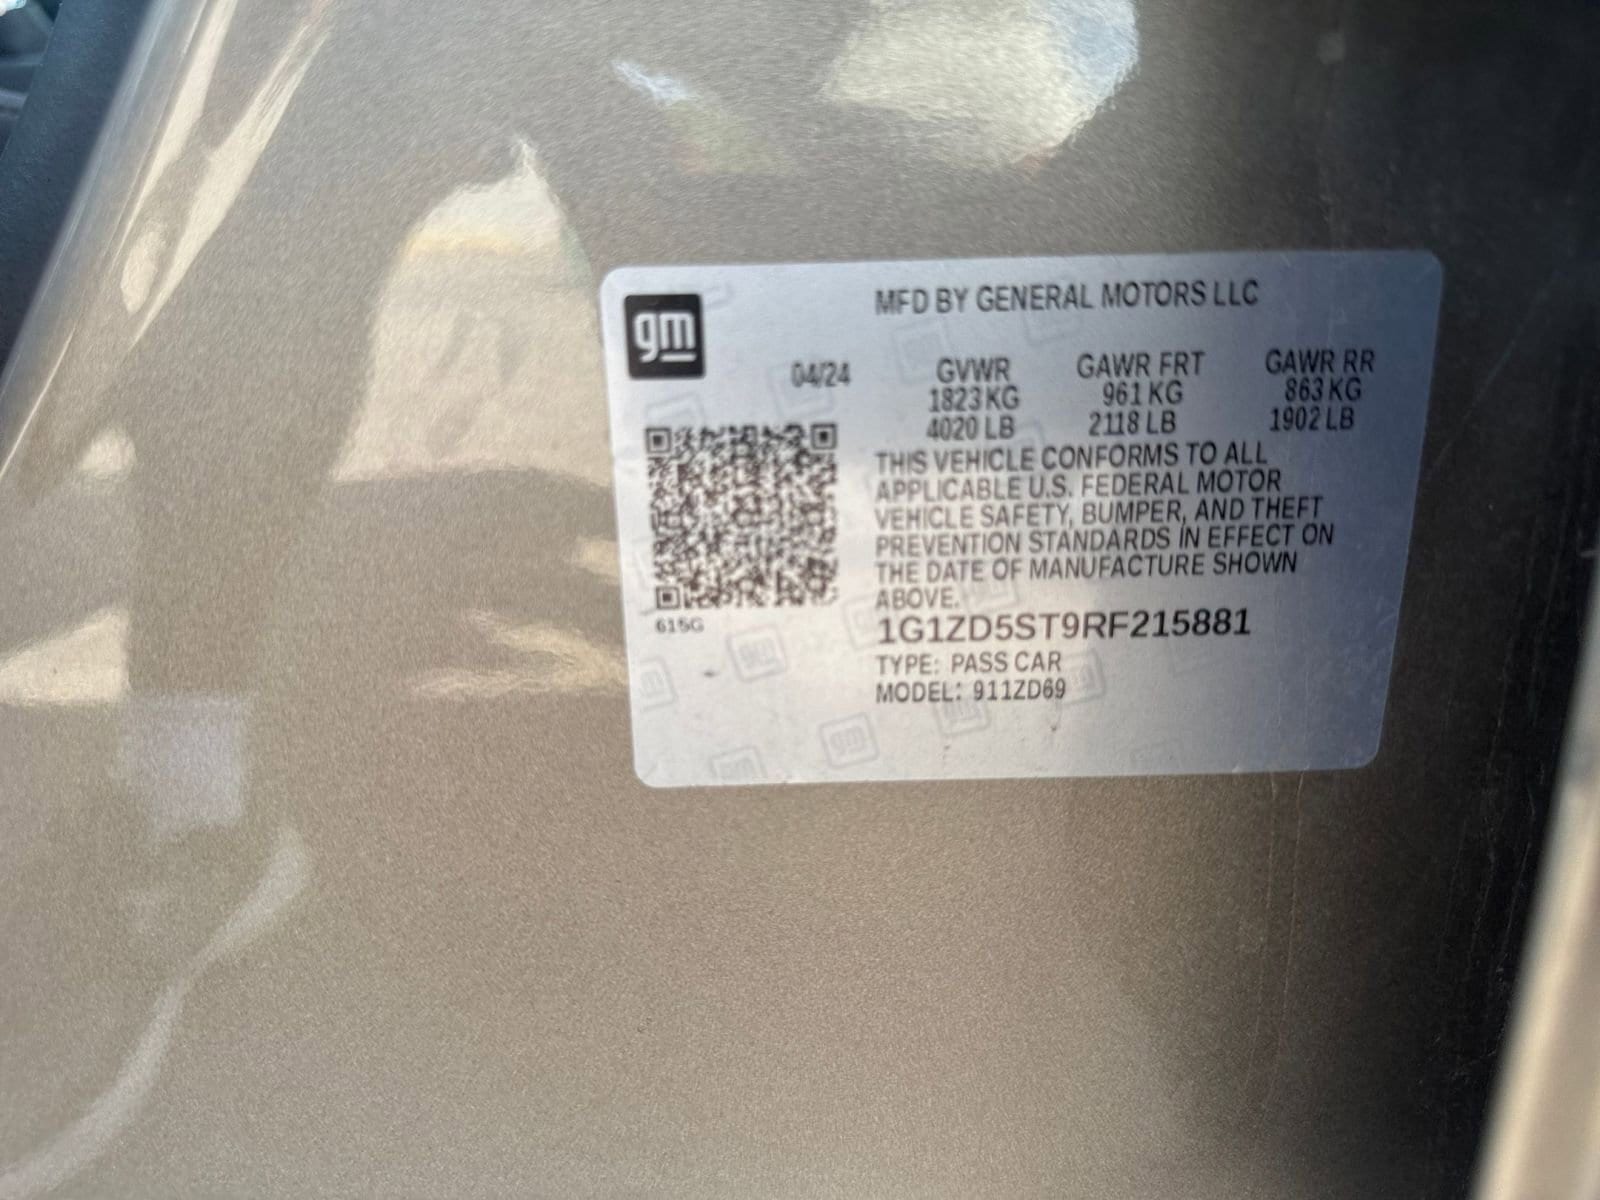 gm
MFD BY GENERAL MOTORS LLC
04/24 GVWR GAWR FRT GAWR RR
1823 KG 961 KG 863 KG
4020 LB 2118 LB 1902 LB
THIS VEHICLE CONFORMS TO ALL
APPLICABLE U.S. FEDERAL MOTOR
VEHICLE SAFETY, BUMPER, AND THEFT
PREVENTION STANDARDS IN EFFECT ON
THE DATE OF MANUFACTURE SHOWN
ABOVE.
615G
1G1ZD5ST9RF215881
TYPE: PASS CAR
MODEL: 911ZD69